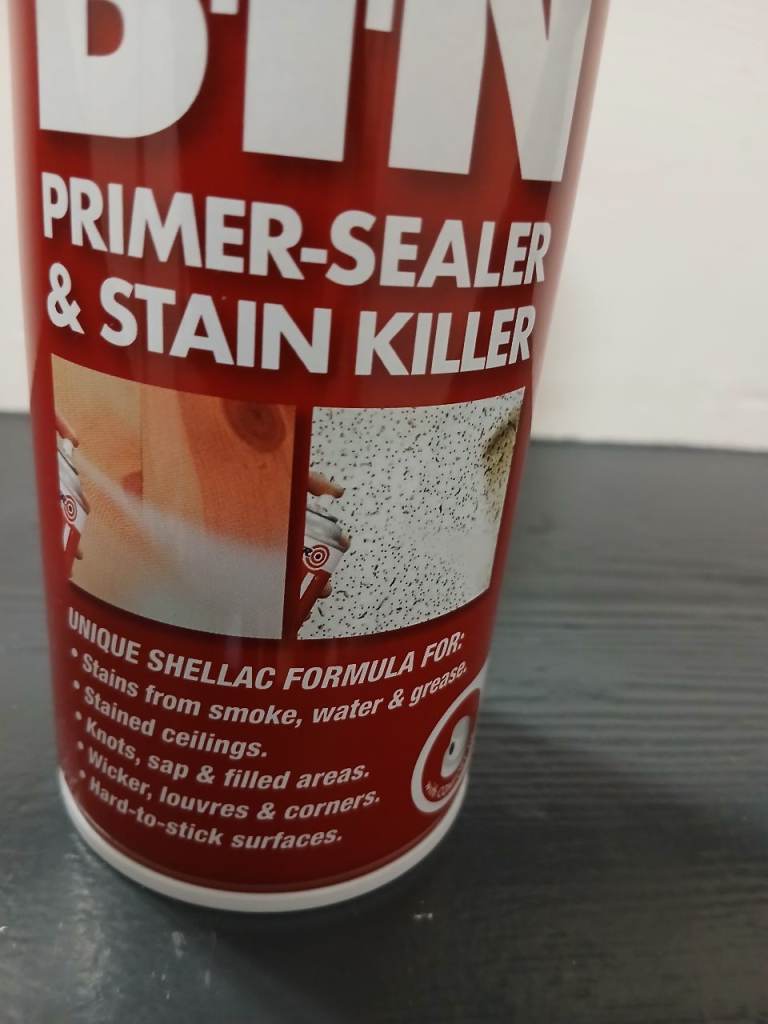 BIN
PRIMER-SEALER
& STAIN KILLER
UNIQUE SHELLAC FORMULA FOR:
• Stains from smoke, water & grease.
• Stained ceilings.
• Knots, sap & filled areas.
• Wicker, louvres & corners.
• Hard-to-stick surfaces.